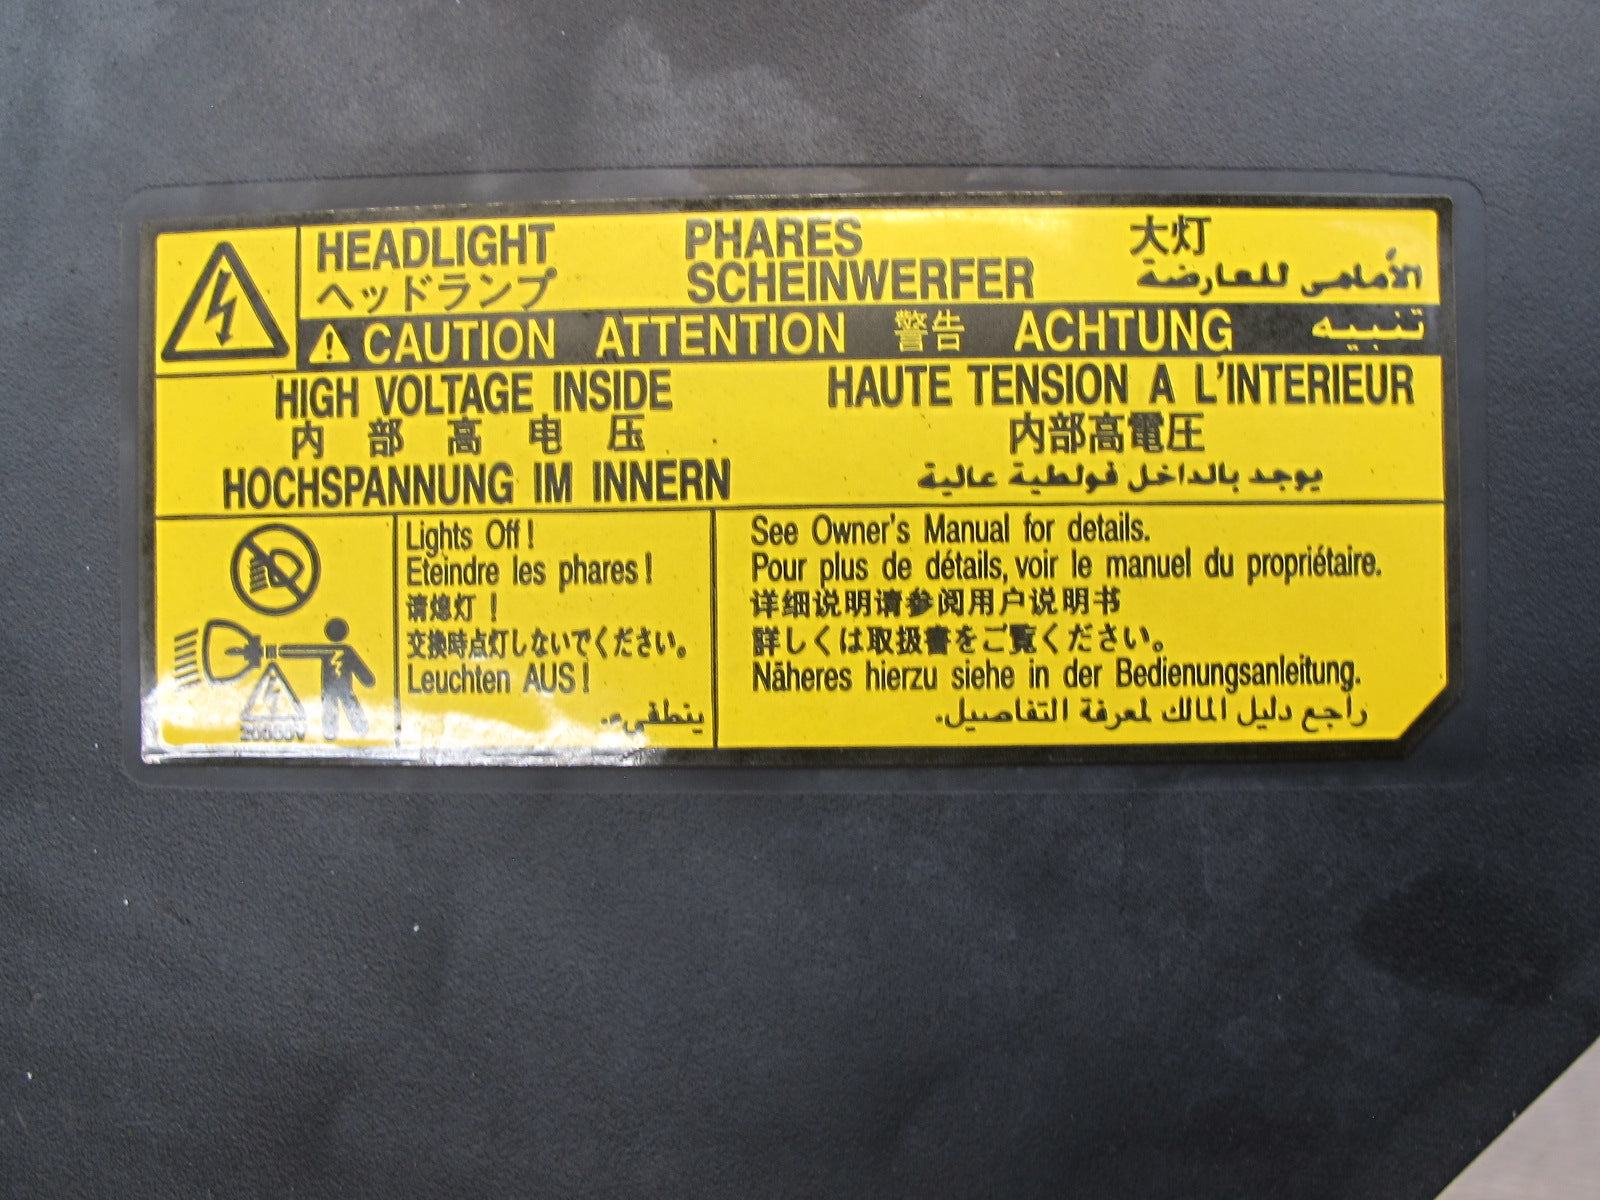 HEADLIGHT PHARES 大灯
ヘッドランプ SCHEINWERFER الأمامى للعارضة
CAUTION ATTENTION 警告 ACHTUNG تنبيه
HIGH VOLTAGE INSIDE HAUTE TENSION A L'INTERIEUR
内部高电压 内部高電圧
HOCHSPANNUNG IM INNERN يوجد بالداخل فولطية عالية
Lights Off!
Eteindre les phares!
请熄灯！
交換時点灯しないでください。
Leuchten AUS!
ينطفىء.
20000V
See Owner's Manual for details.
Pour plus de détails, voir le manuel du propriétaire.
详细说明请参阅用户说明书
詳しくは取扱書をご覧ください。
Näheres hierzu siehe in der Bedienungsanleitung.
راجع دليل المالك لمعرفة التفاصيل.